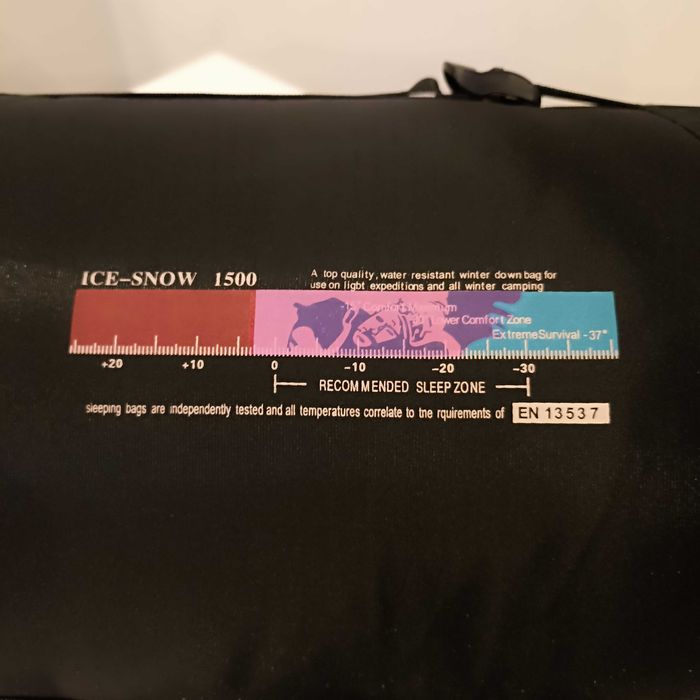 ICE-SNOW 1500
A top quality, water resistant winter down bag for
use on light expeditions and all winter camping
Comfort
Lower Comfort Zone
Extreme Survival -37°
+20 +10 0 -10 -20 -30
RECOMMENDED SLEEP ZONE
sleeping bags are independently tested and all temperatures correlate to tne rquirements of EN 13537